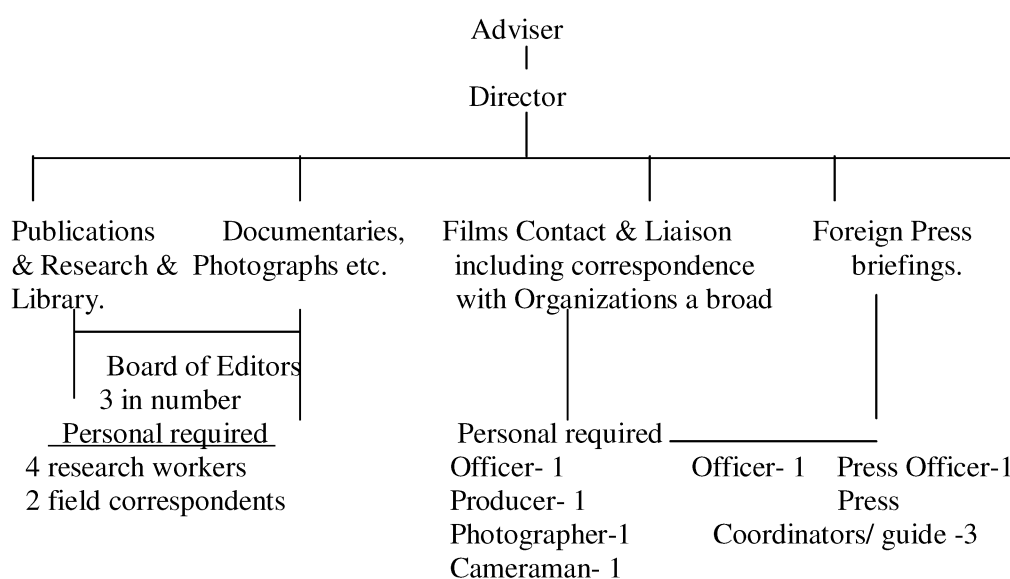 Adviser
Director
Publications Documentaries, Films Contact & Liaison Foreign Press
& Research & Photographs etc. including correspondence briefings.
Library. with Organizations a broad
Board of Editors
3 in number
Personal required Personal required
4 research workers Officer- 1 Officer- 1 Press Officer-1
2 field correspondents Producer- 1 Press
Photographer-1 Coordinators/ guide -3
Cameraman- 1